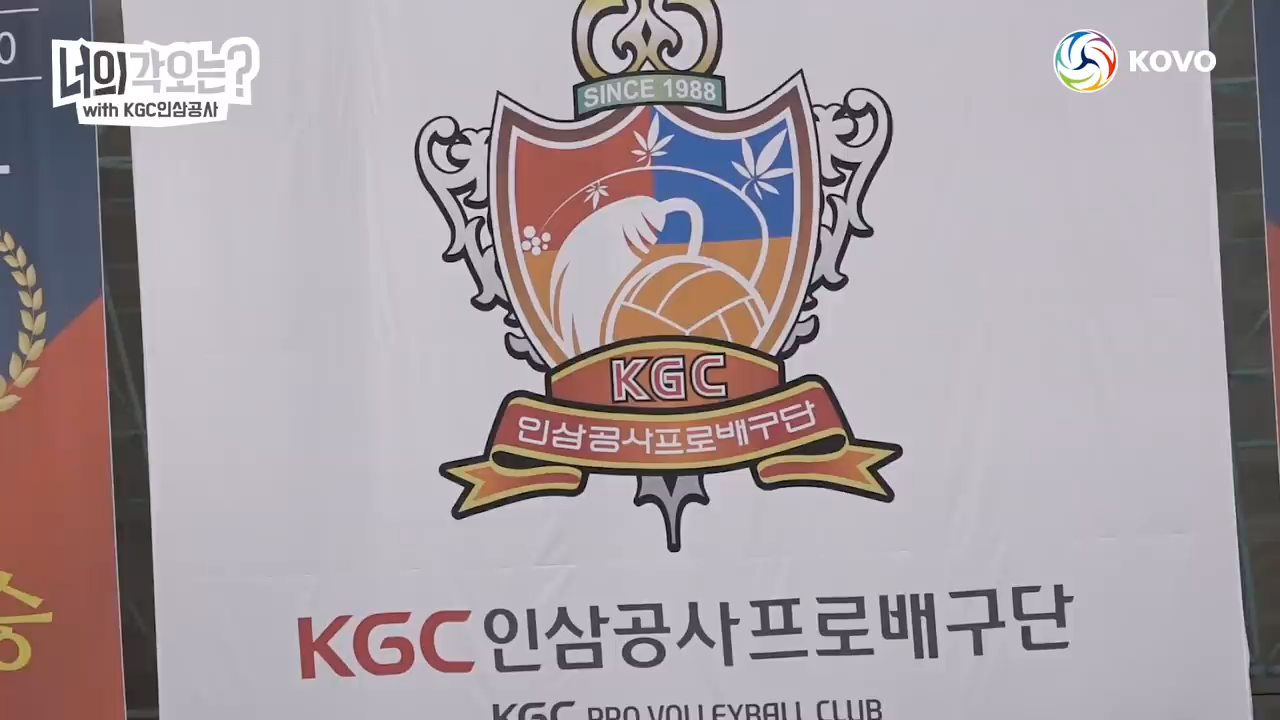 너의 각오는?
with KGC인삼공사
KOVO
0
SINCE 1988
KGC
인삼공사프로배구단
KGC 인삼공사프로배구단
KGC PRO VOLLEYBALL CLUB
승